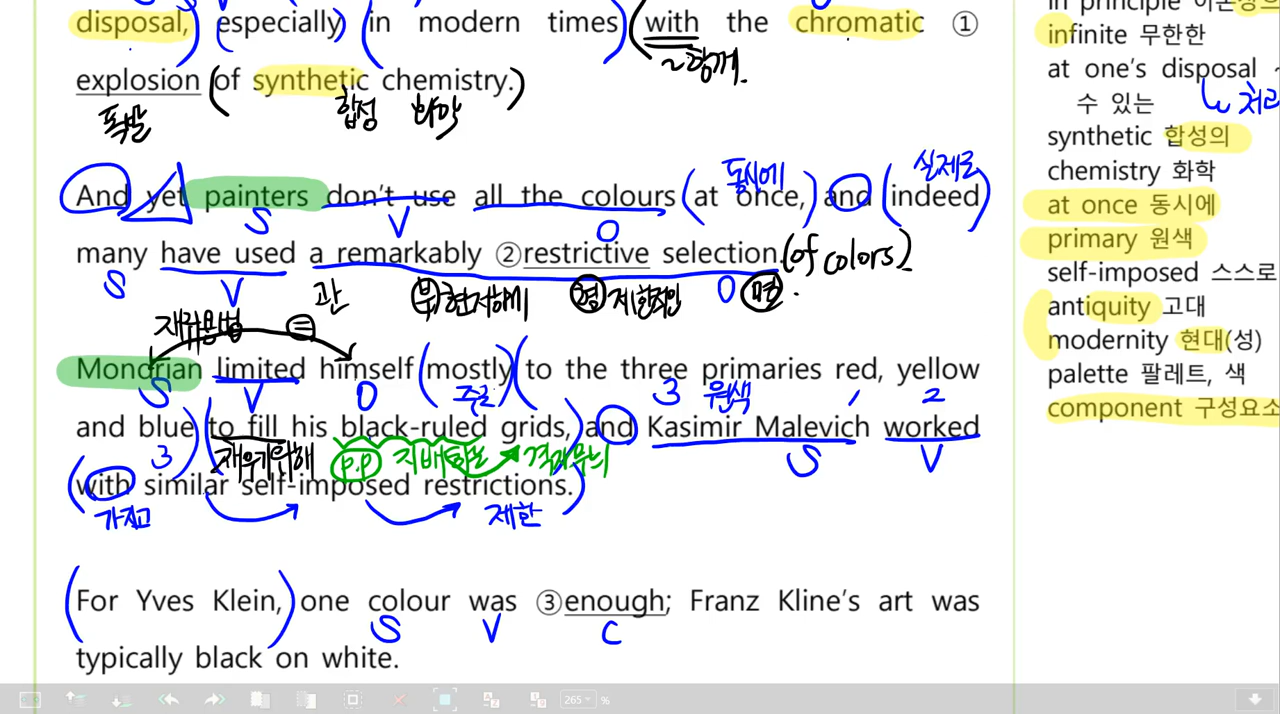 disposal, especially in modern times with the chromatic ①
~함께
explosion of synthetic chemistry.
폭발 합성 화학
동시에 실제로
And yet painters don't use all the colours at once, and indeed
S V O
many have used a remarkably ②restrictive selection. (of colors)
S V 관 부 현저하게 형 제한적인 O 명
재귀용법 =
Mondrian limited himself (mostly) to the three primaries red, yellow
S V O 주로 3 원색 1 2
and blue to fill his black-ruled grids, and Kasimir Malevich worked
3 채우기위해 p.p 지배하는 격자무늬 S V
with similar self-imposed restrictions.
가지고 제한
(For Yves Klein,) one colour was ③enough; Franz Kline's art was
S V C
typically black on white.
infinite 무한한
at one's disposal
수 있는 처리
synthetic 합성의
chemistry 화학
at once 동시에
primary 원색
self-imposed 스스로
antiquity 고대
modernity 현대(성)
palette 팔레트, 색
component 구성요소
265 %